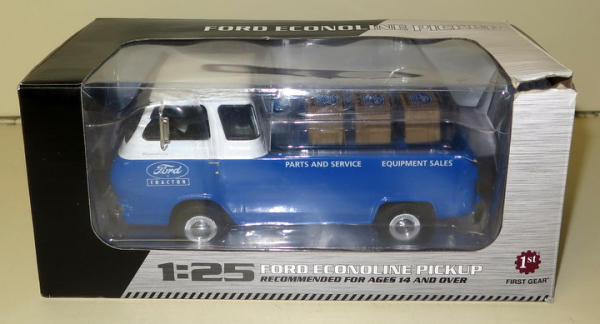 FORD ECONOLINE PICKUP
PARTS AND SERVICE EQUIPMENT SALES
Ford
TRACTOR
1:25 FORD ECONOLINE PICKUP
RECOMMENDED FOR AGES 14 AND OVER
1st
FIRST GEAR